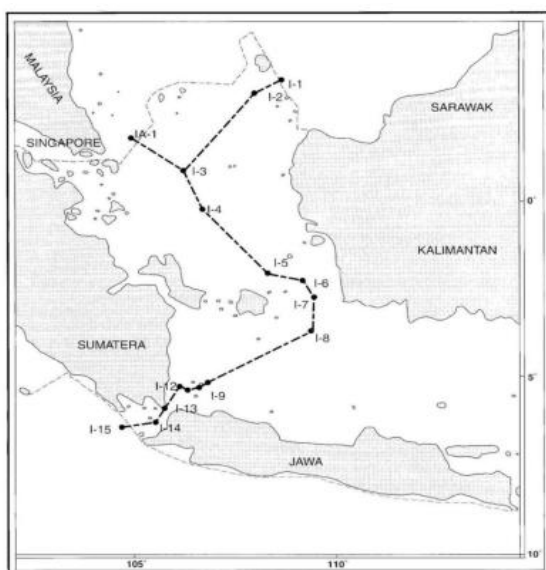 MALAYSIA
I-1
I-2
SARAWAK
IA-1
SINGAPORE
I-3
0°
I-4
KALIMANTAN
I-5
I-6
I-7
I-8
SUMATERA
5°
I-12
I-9
I-13
I-15
I-14
JAWA
10°
105°
110°